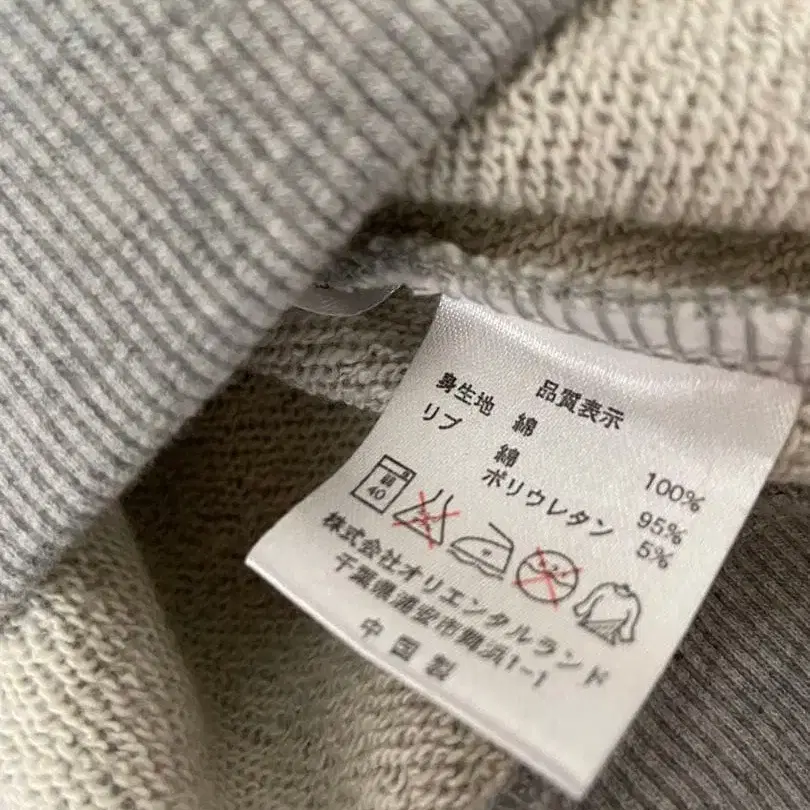 品質表示
身生地 綿 100%
リブ 綿 95%
ポリウレタン 5%
40
株式会社オリエンタルランド
千葉県浦安市舞浜1-1
中国製